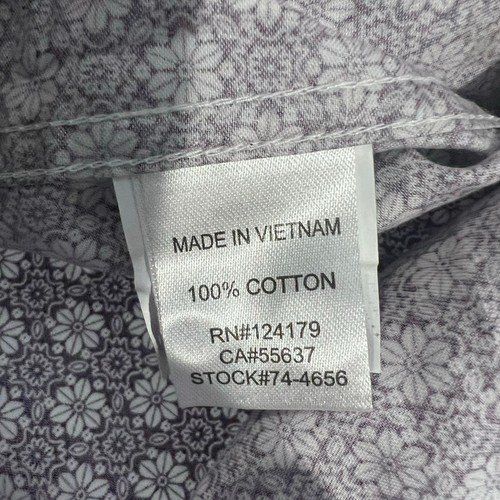 MADE IN VIETNAM
100% COTTON
RN#124179
CA#55637
STOCK#74-4656